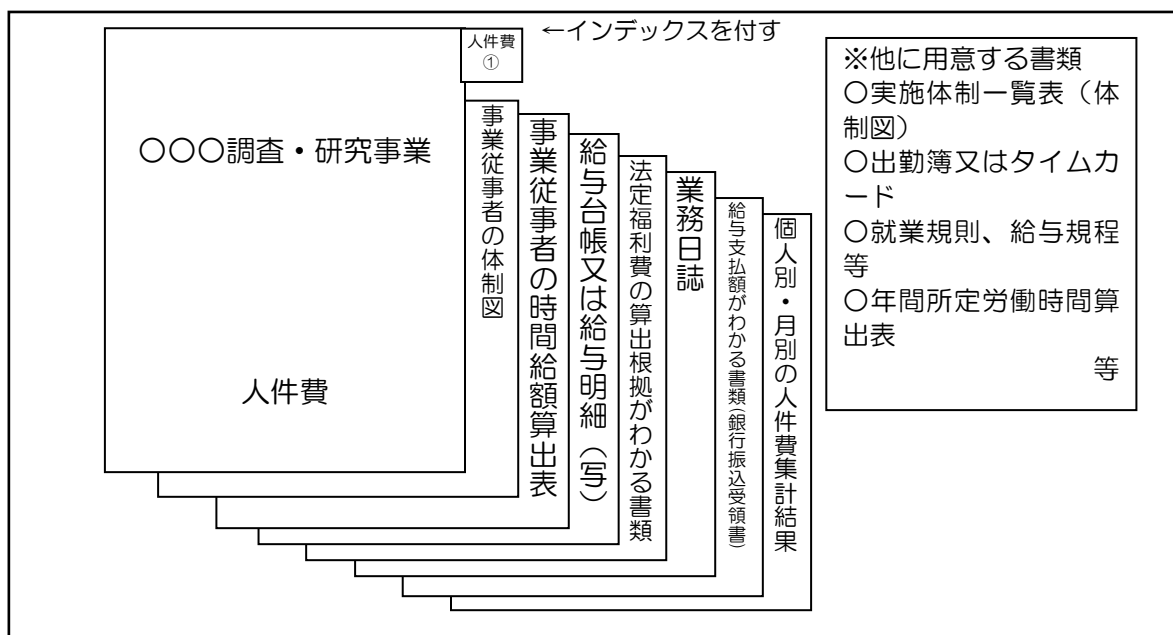 人件費
①
←インデックスを付す
〇〇〇調査・研究事業
人件費
事業従事者の体制図
事業従事者の時間給額算出表
給与台帳又は給与明細（写）
法定福利費の算出根拠がわかる書類
業務日誌
給与支払額がわかる書類（銀行振込受領書）
個人別・月別の人件費集計結果
※他に用意する書類
〇実施体制一覧表（体
制図）
〇出勤簿又はタイムカ
ード
〇就業規則、給与規程
等
〇年間所定労働時間算
出表
等